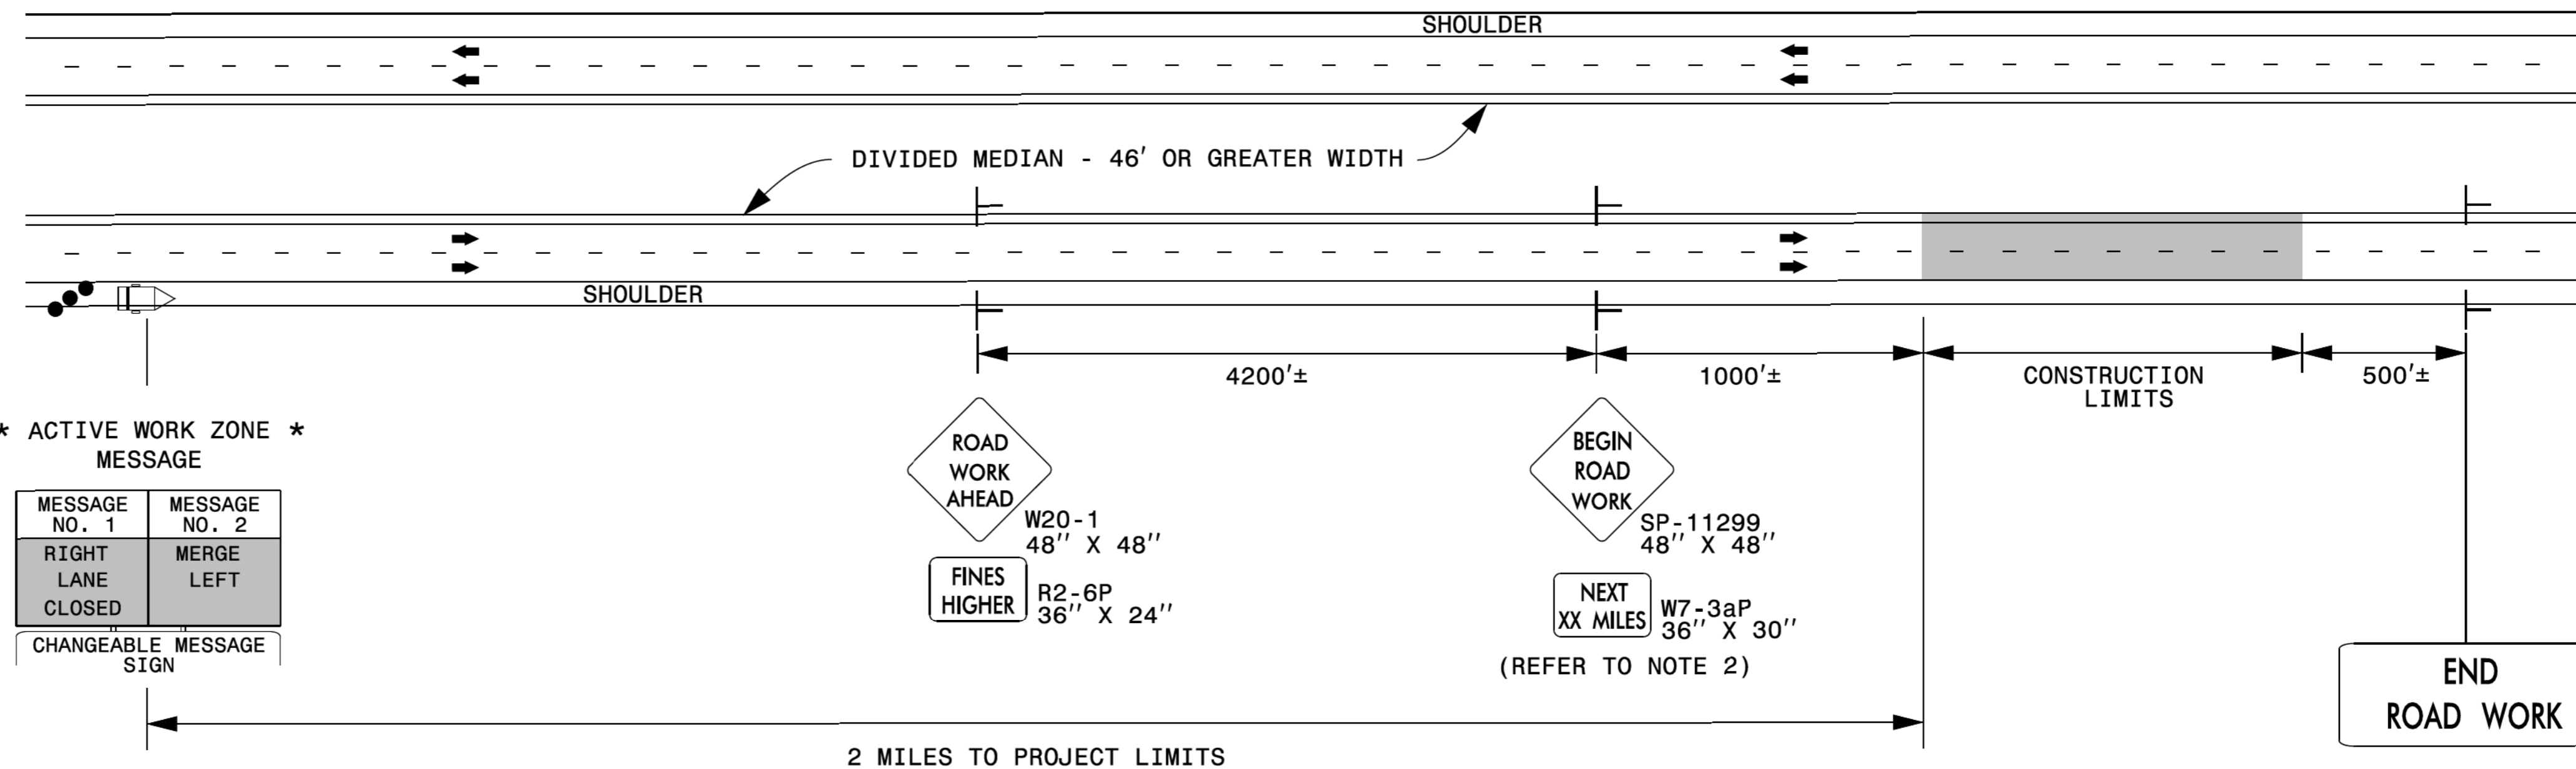 SHOULDER
DIVIDED MEDIAN - 46' OR GREATER WIDTH
SHOULDER
4200'±
1000'±
CONSTRUCTION
LIMITS
500'±
* ACTIVE WORK ZONE *
MESSAGE
MESSAGE
NO. 1
MESSAGE
NO. 2
RIGHT
LANE
CLOSED
MERGE
LEFT
CHANGEABLE MESSAGE
SIGN
ROAD
WORK
AHEAD
W20-1
48'' X 48''
FINES
HIGHER
R2-6P
36'' X 24''
BEGIN
ROAD
WORK
SP-11299
48'' X 48''
NEXT
XX MILES
W7-3aP
36'' X 30''
(REFER TO NOTE 2)
END
ROAD WORK
2 MILES TO PROJECT LIMITS